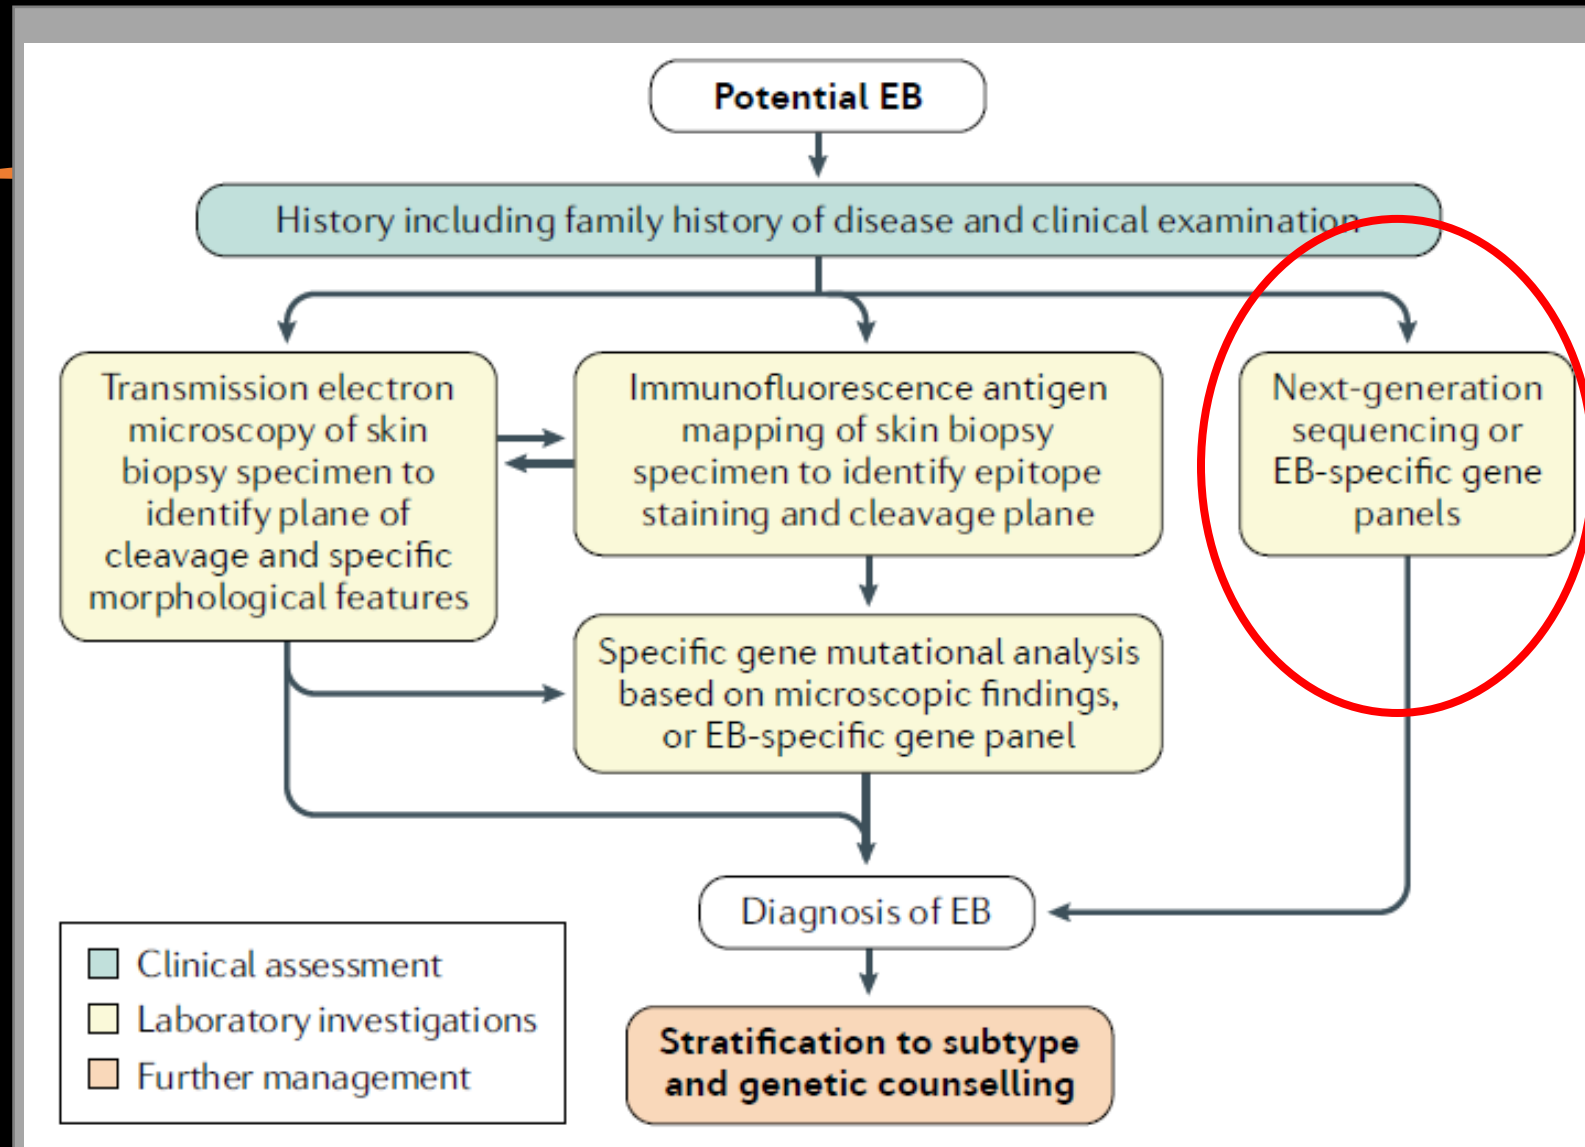 Potential EB
History including family history of disease and clinical examination
Transmission electron
microscopy of skin
biopsy specimen to
identify plane of
cleavage and specific
morphological features
Immunofluorescence antigen
mapping of skin biopsy
specimen to identify epitope
staining and cleavage plane
Next-generation
sequencing or
EB-specific gene
panels
Specific gene mutational analysis
based on microscopic findings,
or EB-specific gene panel
Diagnosis of EB
Stratification to subtype
and genetic counselling
Clinical assessment
Laboratory investigations
Further management